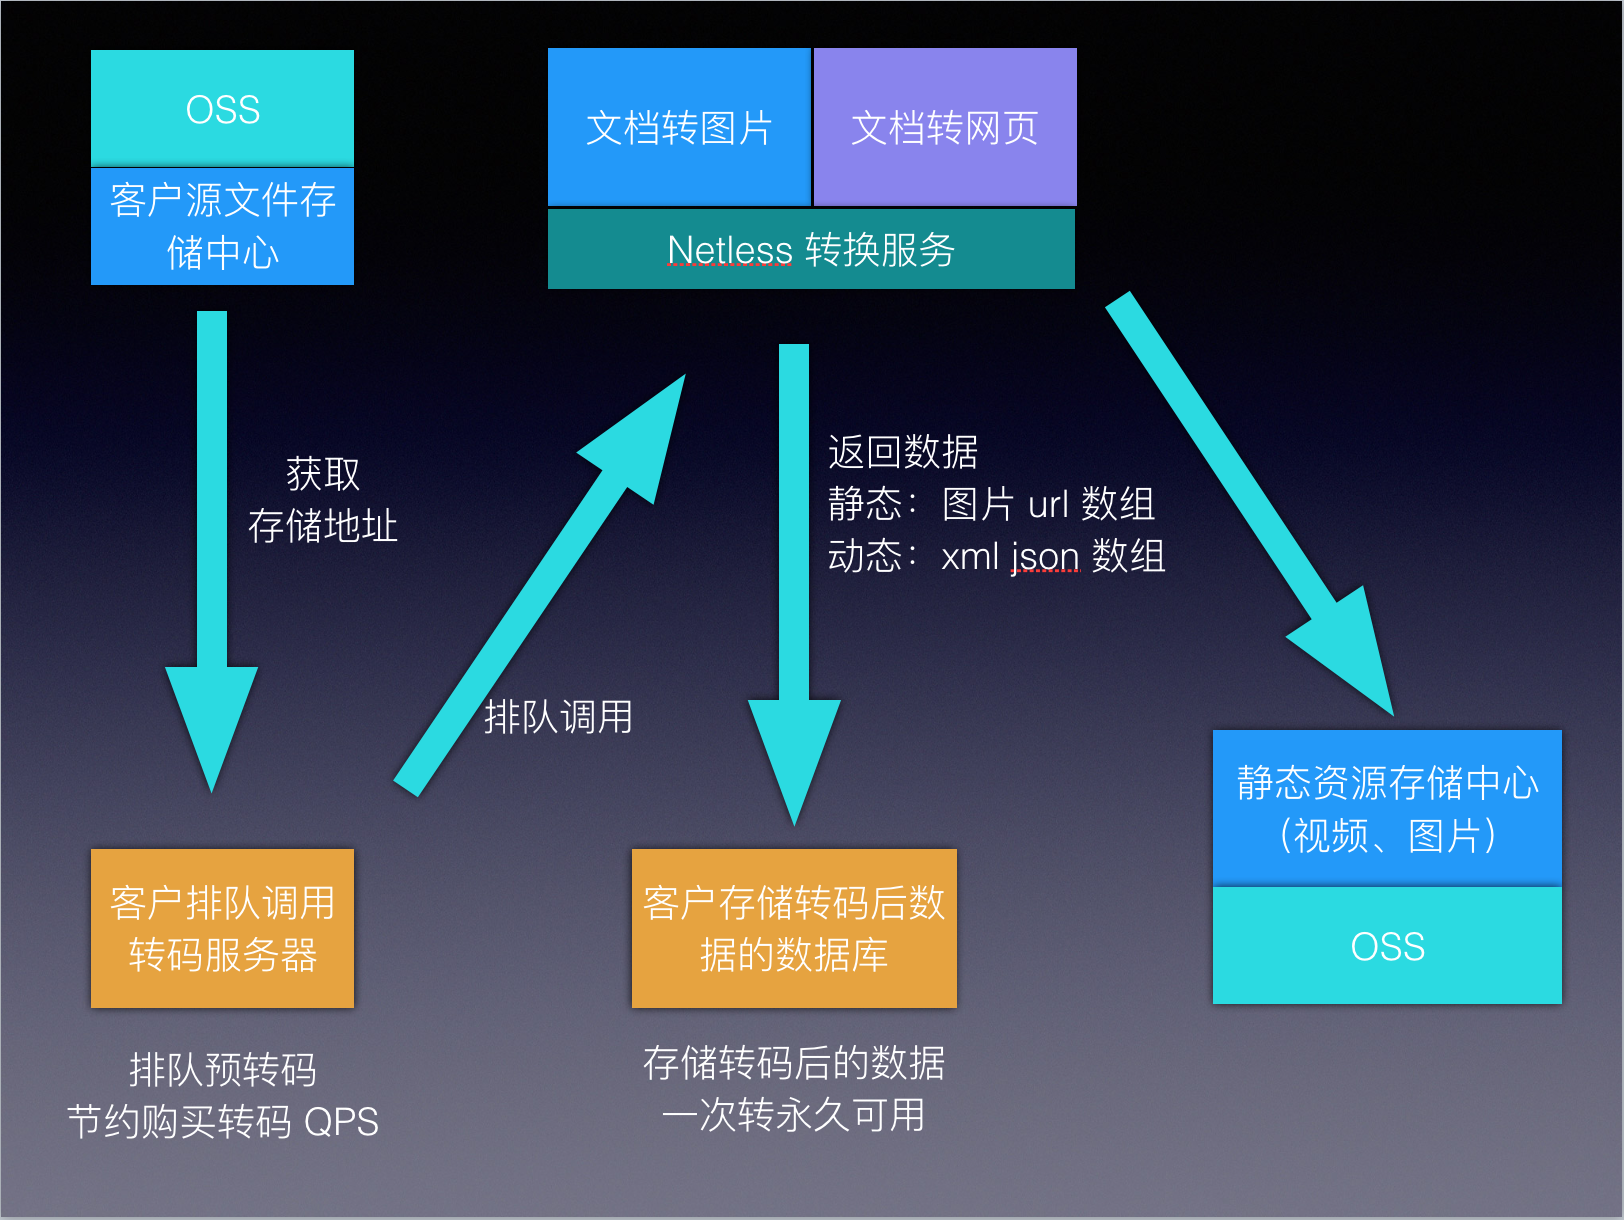 OSS
客户源文件存
储中心
文档转图片
文档转网页
Netless 转换服务
获取
存储地址
排队调用
返回数据
静态：图片 url 数组
动态：xml json 数组
客户排队调用
转码服务器
排队预转码
节约购买转码 QPS
客户存储转码后数
据的数据库
存储转码后的数据
一次转永久可用
静态资源存储中心
（视频、图片）
OSS